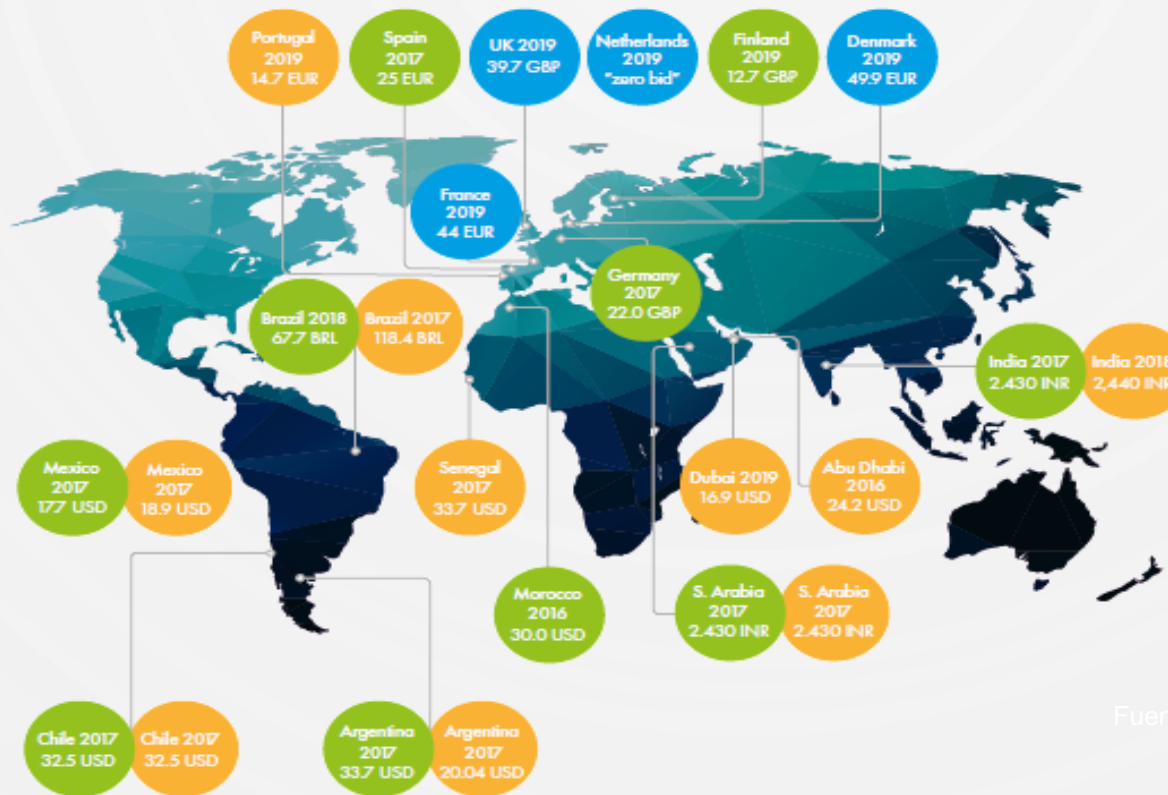 Portugal
2019
14.7 EUR
Spain
2017
25 EUR
UK 2019
39.7 GBP
Netherlands
2019
"zero bid"
Finland
2019
12.7 GBP
Denmark
2019
49.9 EUR
France
2019
44 EUR
Germany
2017
22.0 GBP
Brazil 2018
67.7 BRL
Brazil 2017
118.4 BRL
India 2017
2.430 INR
India 2018
2,440 INR
Mexico
2017
177 USD
Mexico
2017
18.9 USD
Senegal
2017
33.7 USD
Dubai 2019
16.9 USD
Abu Dhabi
2016
24.2 USD
Morocco
2016
30.0 USD
S. Arabia
2017
2.430 INR
S. Arabia
2017
2.430 INR
Chile 2017
32.5 USD
Chile 2017
32.5 USD
Argentina
2017
33.7 USD
Argentina
2017
20.04 USD
Fuer